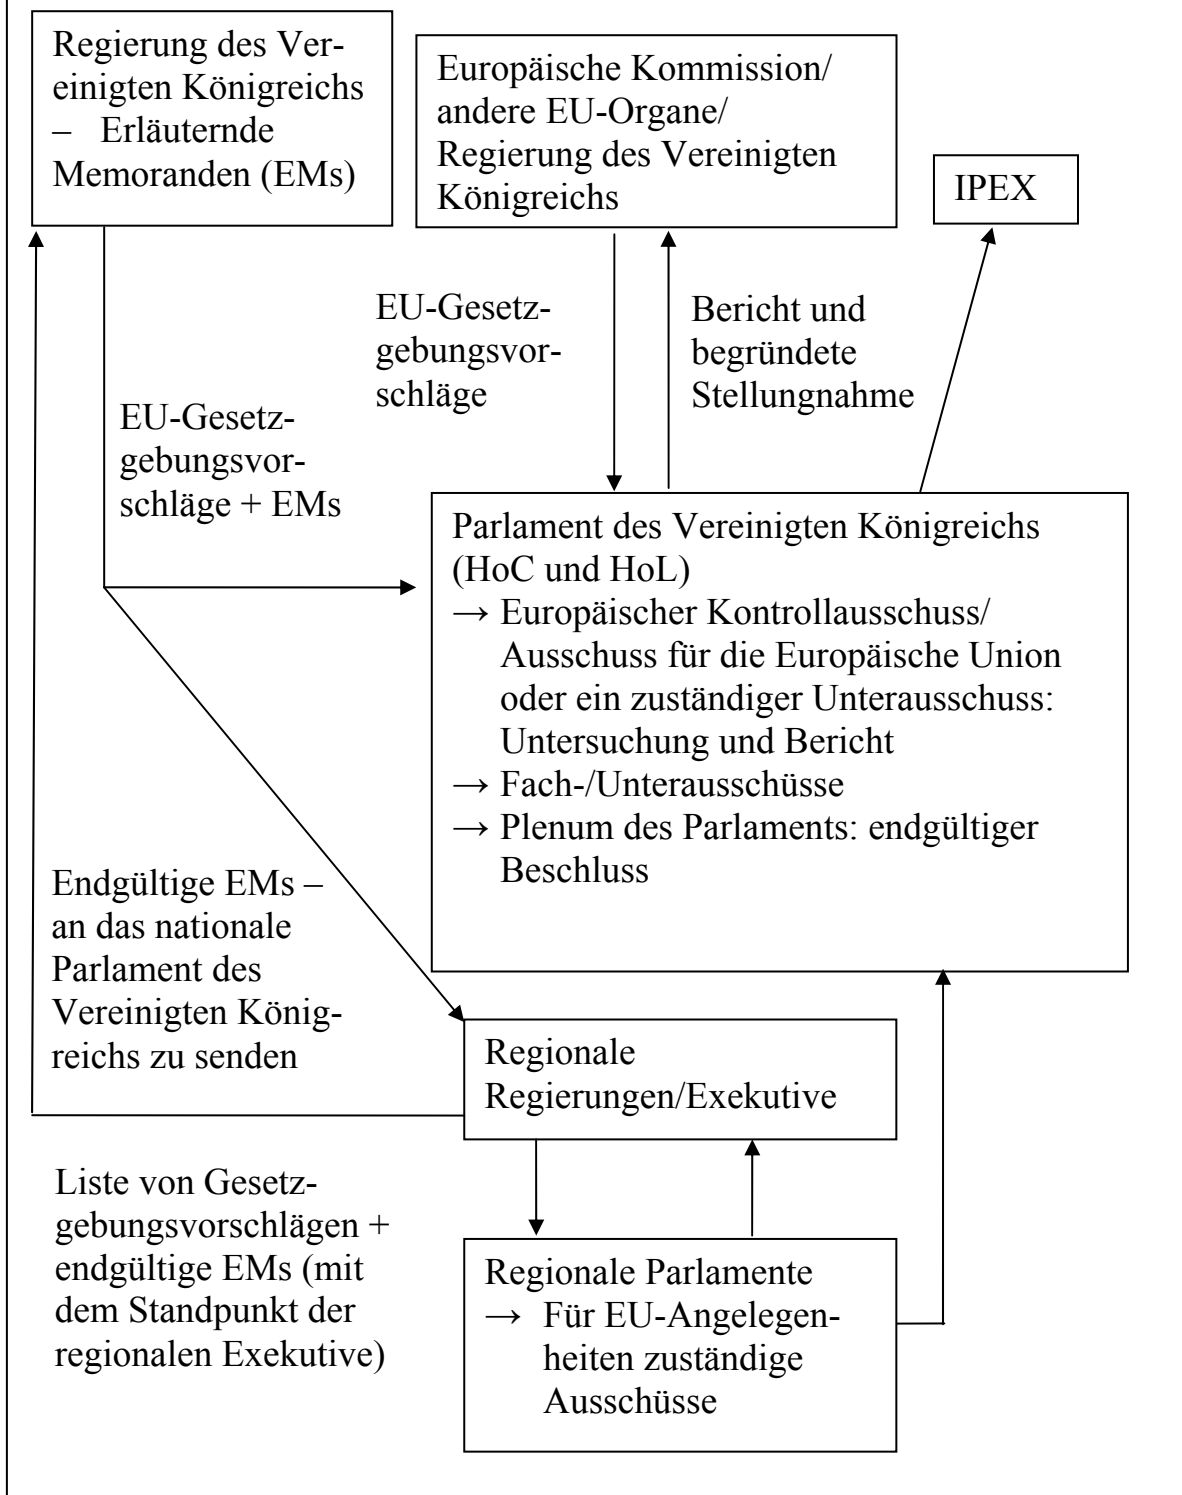 Regierung des Ver-
einigten Königreichs
– Erläuternde
Memoranden (EMs)
Europäische Kommission/
andere EU-Organe/
Regierung des Vereinigten
Königreichs
IPEX
EU-Gesetz-
gebungsvor-
schläge
Bericht und
begründete
Stellungnahme
EU-Gesetz-
gebungsvor-
schläge + EMs
Parlament des Vereinigten Königreichs
(HoC und HoL)
→ Europäischer Kontrollausschuss/
Ausschuss für die Europäische Union
oder ein zuständiger Unterausschuss:
Untersuchung und Bericht
→ Fach-/Unterausschüsse
→ Plenum des Parlaments: endgültiger
Beschluss
Endgültige EMs –
an das nationale
Parlament des
Vereinigten König-
reichs zu senden
Regionale
Regierungen/Exekutive
Liste von Gesetz-
gebungsvorschlägen +
endgültige EMs (mit
dem Standpunkt der
regionalen Exekutive)
Regionale Parlamente
→ Für EU-Angelegen-
heiten zuständige
Ausschüsse